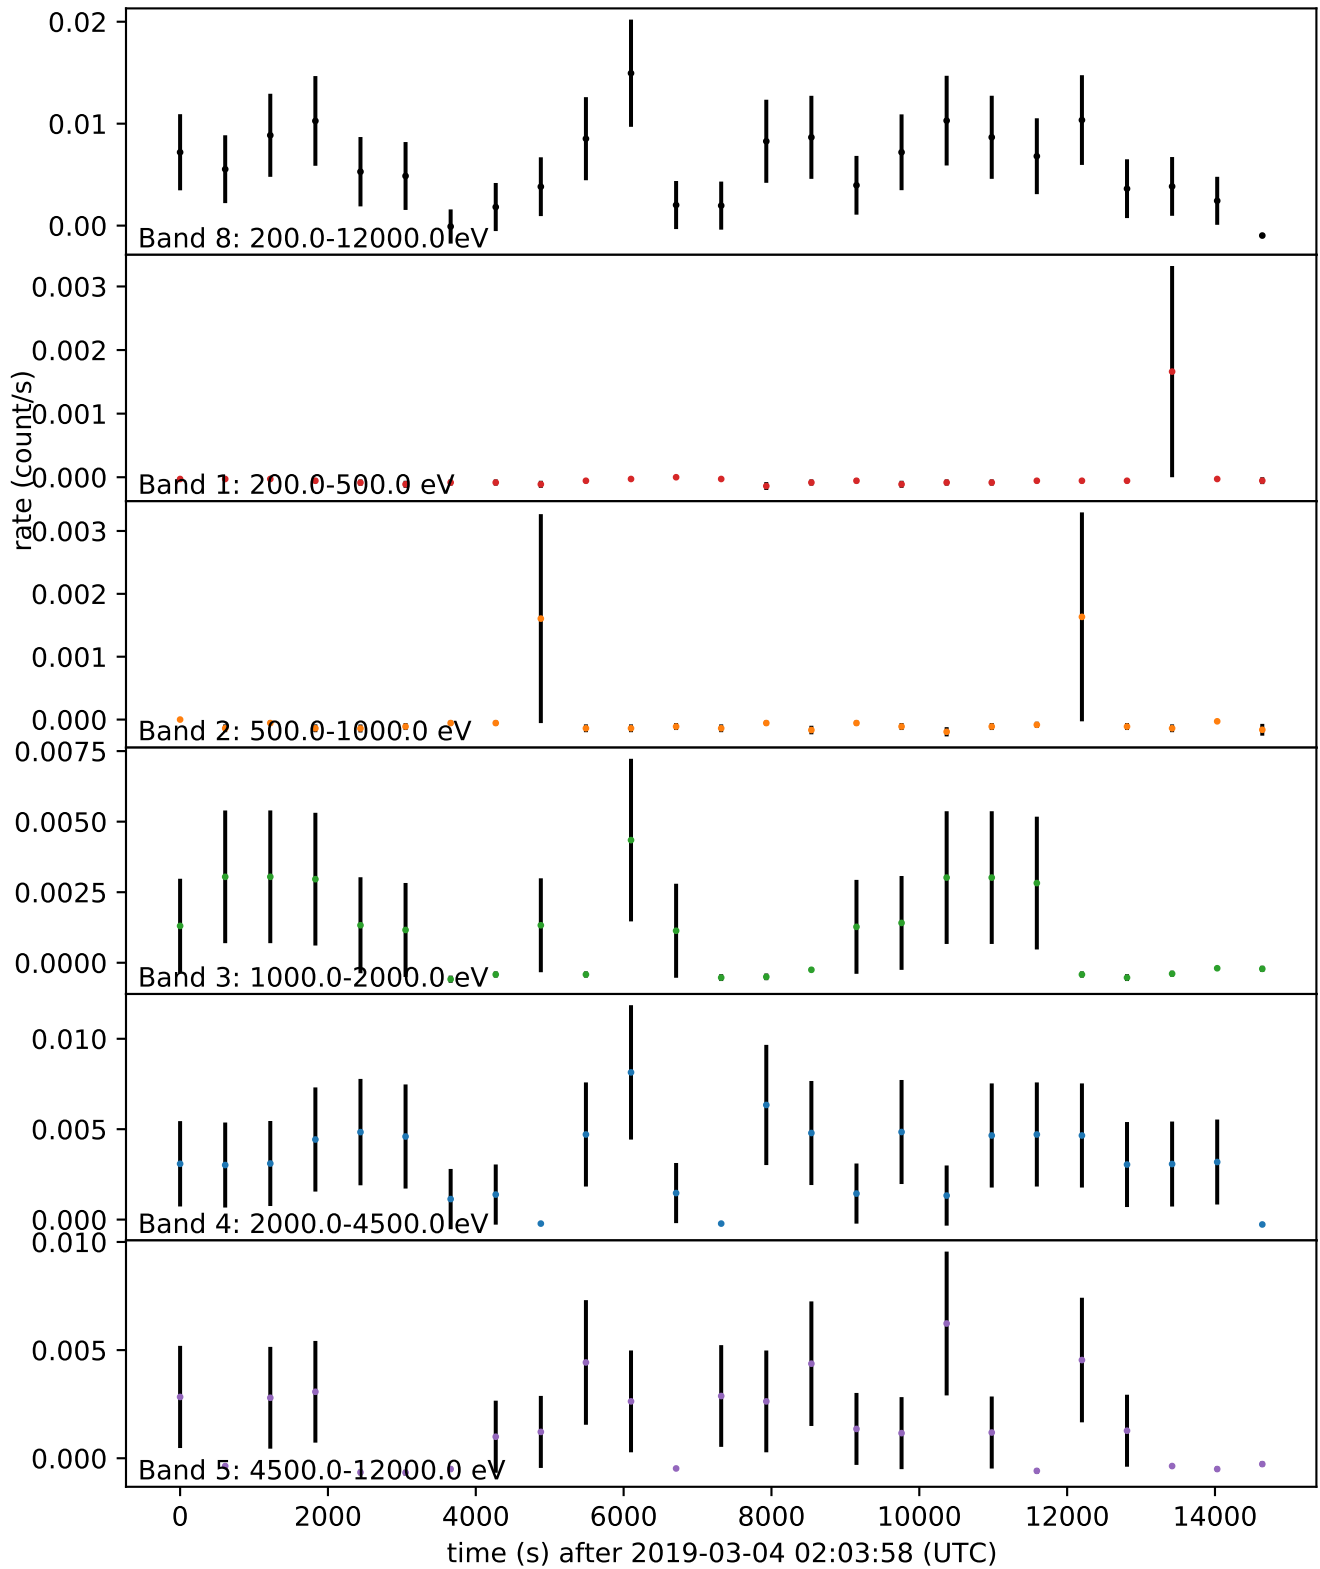 0.02
0.01
0.00
Band 8: 200.0-12000.0 eV
0.003
0.002
0.001
0.000
Band 1: 200.0-500.0 eV
rate (count/s)
0.003
0.002
0.001
0.000
Band 2: 500.0-1000.0 eV
0.0075
0.0050
0.0025
0.0000
Band 3: 1000.0-2000.0 eV
0.010
0.005
0.000
Band 4: 2000.0-4500.0 eV
0.010
0.005
0.000
Band 5: 4500.0-12000.0 eV
0 2000 4000 6000 8000 10000 12000 14000
time (s) after 2019-03-04 02:03:58 (UTC)